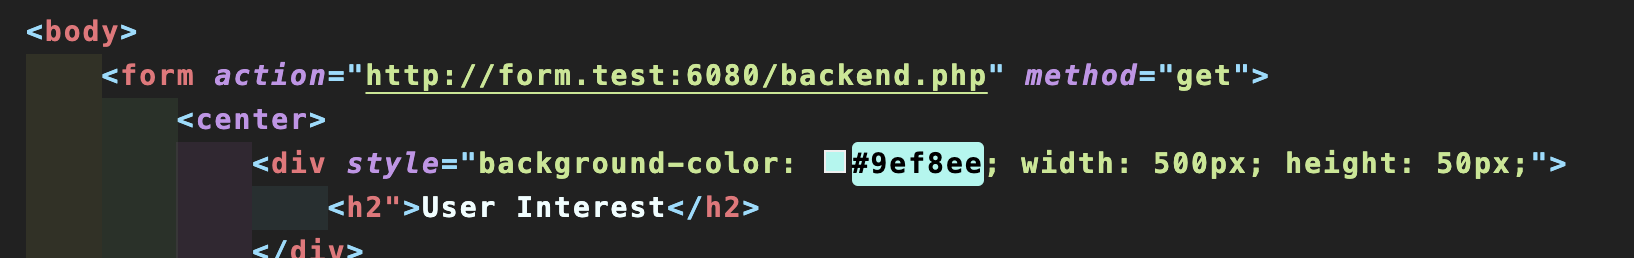 <body>
<form action="http://form.test:6080/backend.php" method="get">
<center>
<div style="background-color: #9ef8ee; width: 500px; height: 50px;">
<h2">User Interest</h2>
</div>